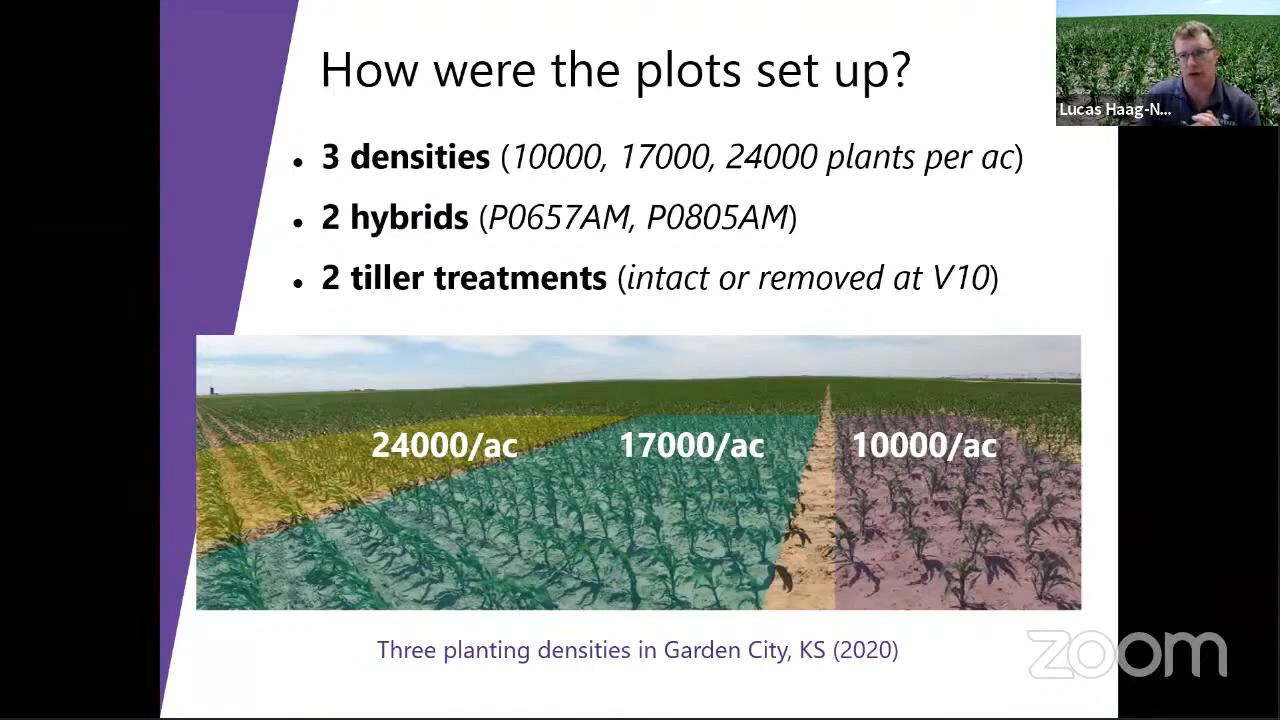 How were the plots set up?
Lucas Haag-N...
• 3 densities (10000, 17000, 24000 plants per ac)
• 2 hybrids (P0657AM, P0805AM)
• 2 tiller treatments (intact or removed at V10)
24000/ac
17000/ac
10000/ac
Three planting densities in Garden City, KS (2020)
zoom